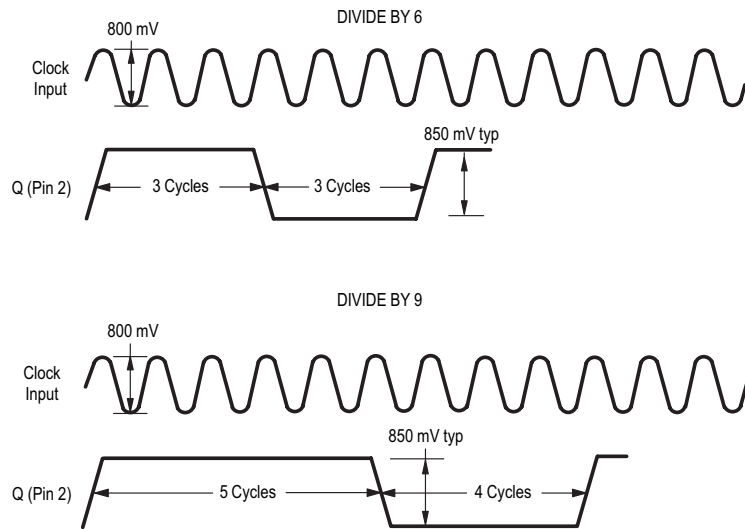 DIVIDE BY 6
800 mV
Clock
Input
850 mV typ
Q (Pin 2)
3 Cycles
3 Cycles
DIVIDE BY 9
800 mV
Clock
Input
850 mV typ
Q (Pin 2)
5 Cycles
4 Cycles